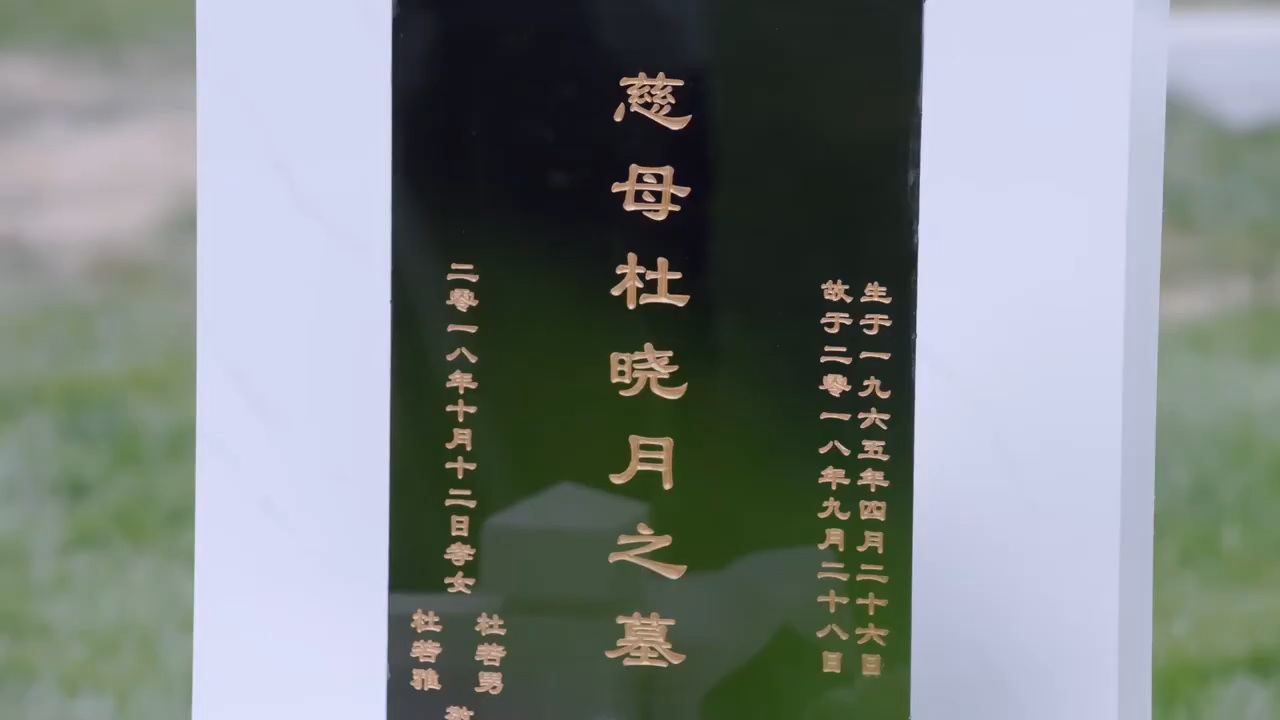 生于一九六五年四月二十六日
故于二零一八年九月二十八日
慈母杜晓月之墓
二零一八年十月十二日孝女
杜若男
杜若雅
敬